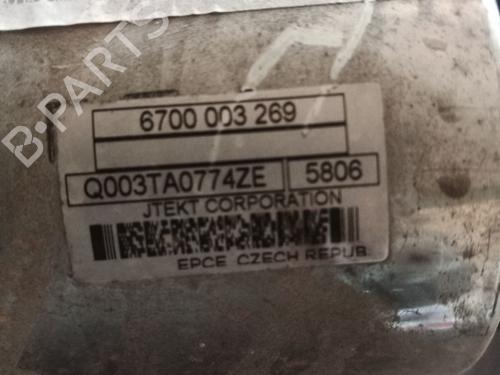 B-PARTS
6700 003 269
Q003TA0774ZE 5806
JTEKT CORPORATION
EPCE CZECH REPUB.